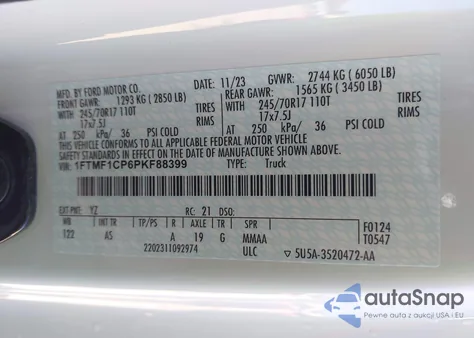 MFD. BY FORD MOTOR CO.
11/23
GVWR: 2744 KG (6050 LB)
FRONT GAWR: 1293 KG (2850 LB)
REAR GAWR: 1565 KG (3450 LB)
245/70R17 110T TIRES
245/70R17 110T TIRES
17x7.5J RIMS
17x7.5J
AT 250 kPa/ 36 PSI COLD
AT 250 kPa/ 36 PSI COLD
THIS VEHICLE CONFORMS TO ALL APPLICABLE FEDERAL MOTOR VEHICLE
SAFETY STANDARDS IN EFFECT ON THE DATE OF MANUFACTURE SHOWN ABOVE.
VIN: 1FTMF1CP6PKF88399
TYPE: Truck
EXT PNT: YZ RC: 21 DSO:
WB INT TR TP/PS R AXLE TR SPR F0124
122 AS A 19 G MMAA T0547
2202311092974 ULC 5U5A-3520472-AA
autoSnap
Pewne auta z dowozem z USA i EU